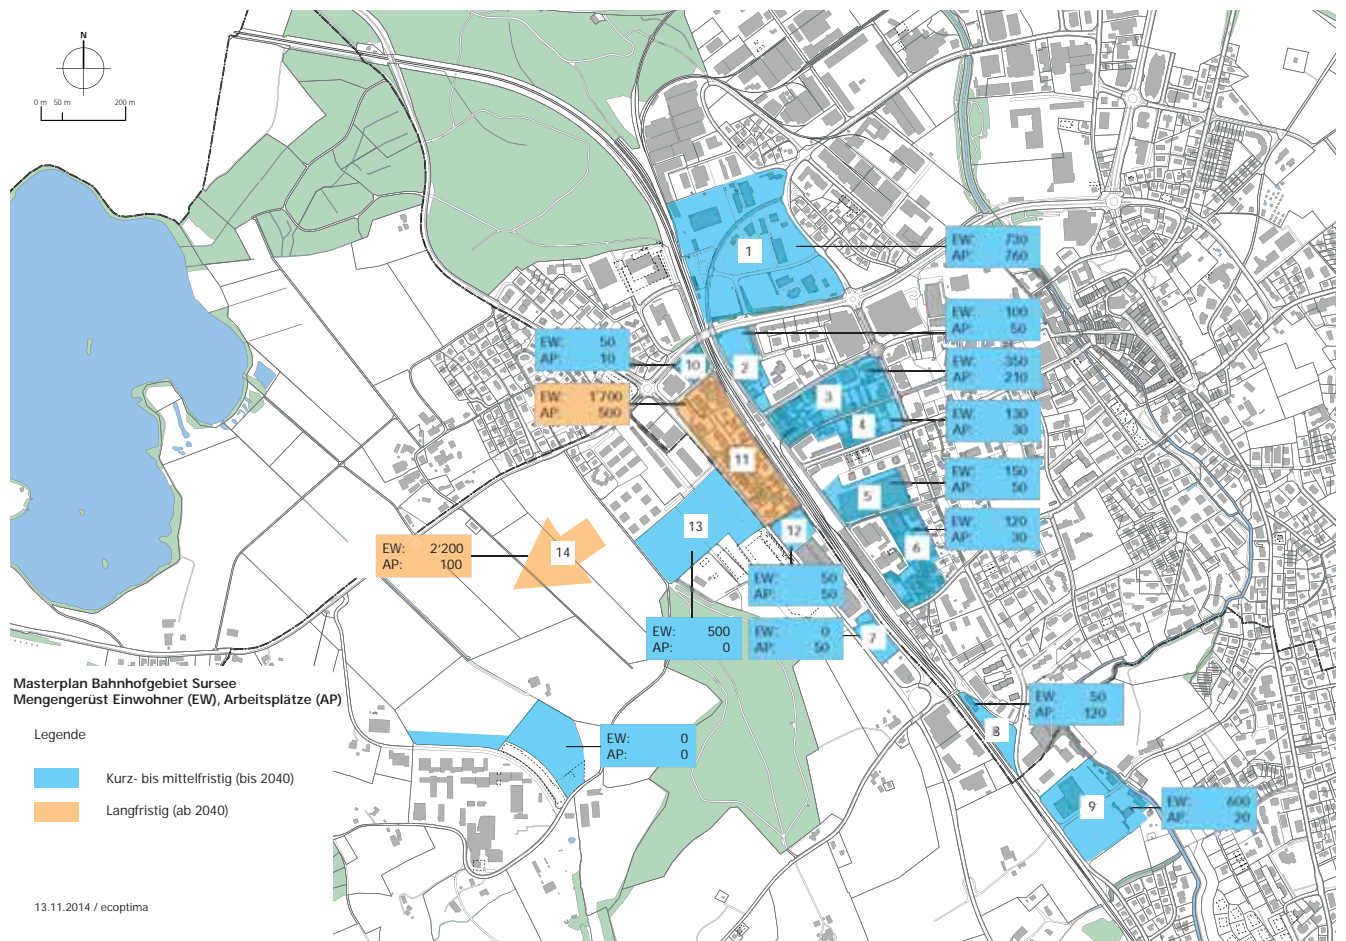 N
0 m 50 m 200 m
1
EW: 730
AP: 760
EW: 100
AP: 50
EW: 350
AP: 210
EW: 50
AP: 10
10
2
EW: 1'700
AP: 500
3
EW: 130
AP: 30
4
11
EW: 150
AP: 50
5
13
12
EW: 120
AP: 30
6
EW: 2'200
AP: 100
14
EW: 50
AP: 50
EW: 500
AP: 0
EW: 0
AP: 50
7
Masterplan Bahnhofgebiet Sursee
Mengengerüst Einwohner (EW), Arbeitsplätze (AP)
EW: 50
AP: 120
8
Legende
EW: 0
AP: 0
Kurz- bis mittelfristig (bis 2040)
Langfristig (ab 2040)
9
EW: 600
AP: 20
13.11.2014 / ecoptima